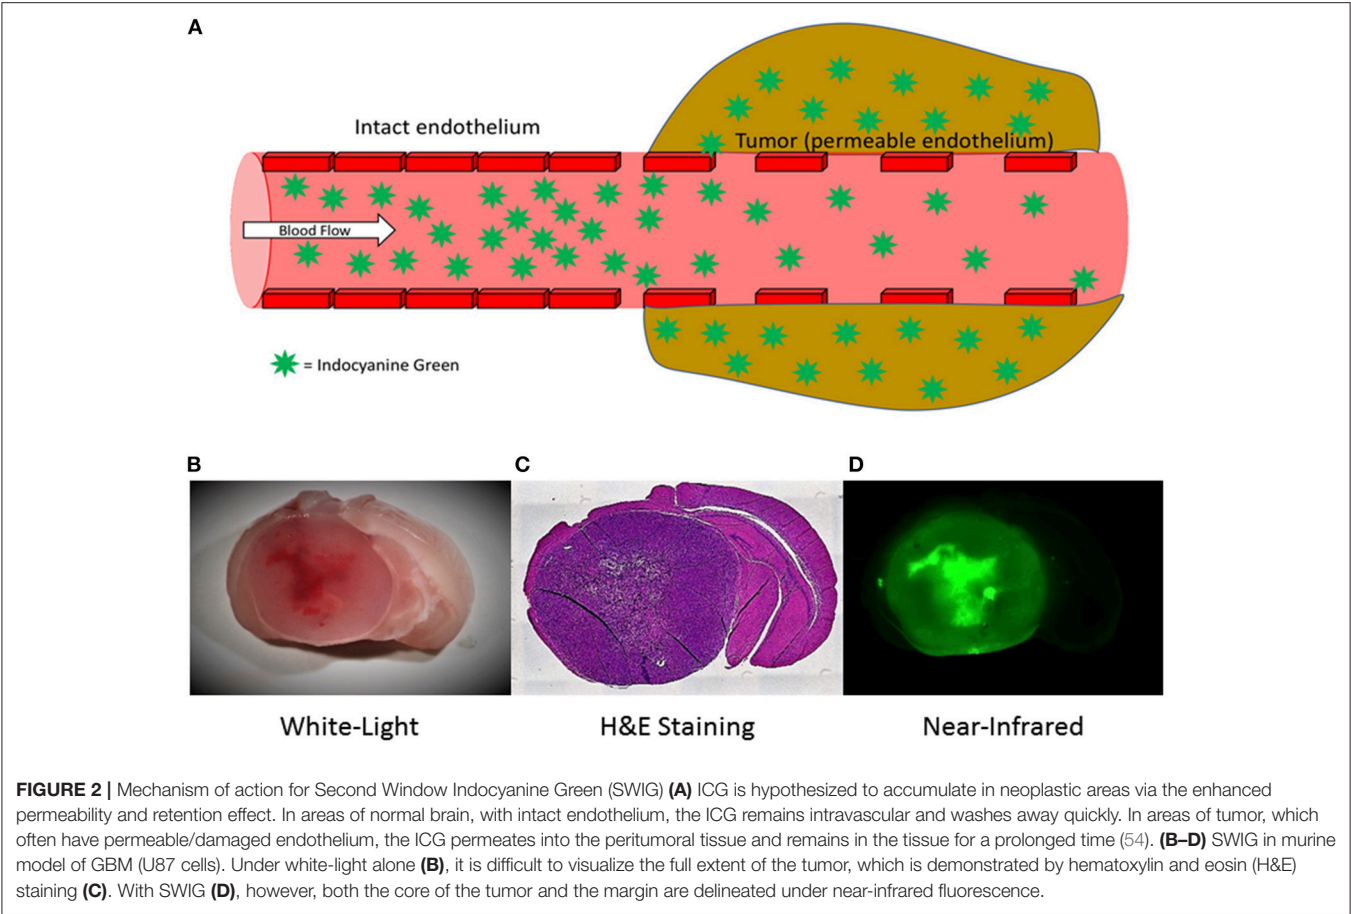 A
Intact endothelium
Tumor (permeable endothelium)
Blood Flow
= Indocyanine Green
B
C
D
White-Light
H&E Staining
Near-Infrared
FIGURE 2 | Mechanism of action for Second Window Indocyanine Green (SWIG) (A) ICG is hypothesized to accumulate in neoplastic areas via the enhanced
permeability and retention effect. In areas of normal brain, with intact endothelium, the ICG remains intravascular and washes away quickly. In areas of tumor, which
often have permeable/damaged endothelium, the ICG permeates into the peritumoral tissue and remains in the tissue for a prolonged time (54). (B–D) SWIG in murine
model of GBM (U87 cells). Under white-light alone (B), it is difficult to visualize the full extent of the tumor, which is demonstrated by hematoxylin and eosin (H&E)
staining (C). With SWIG (D), however, both the core of the tumor and the margin are delineated under near-infrared fluorescence.